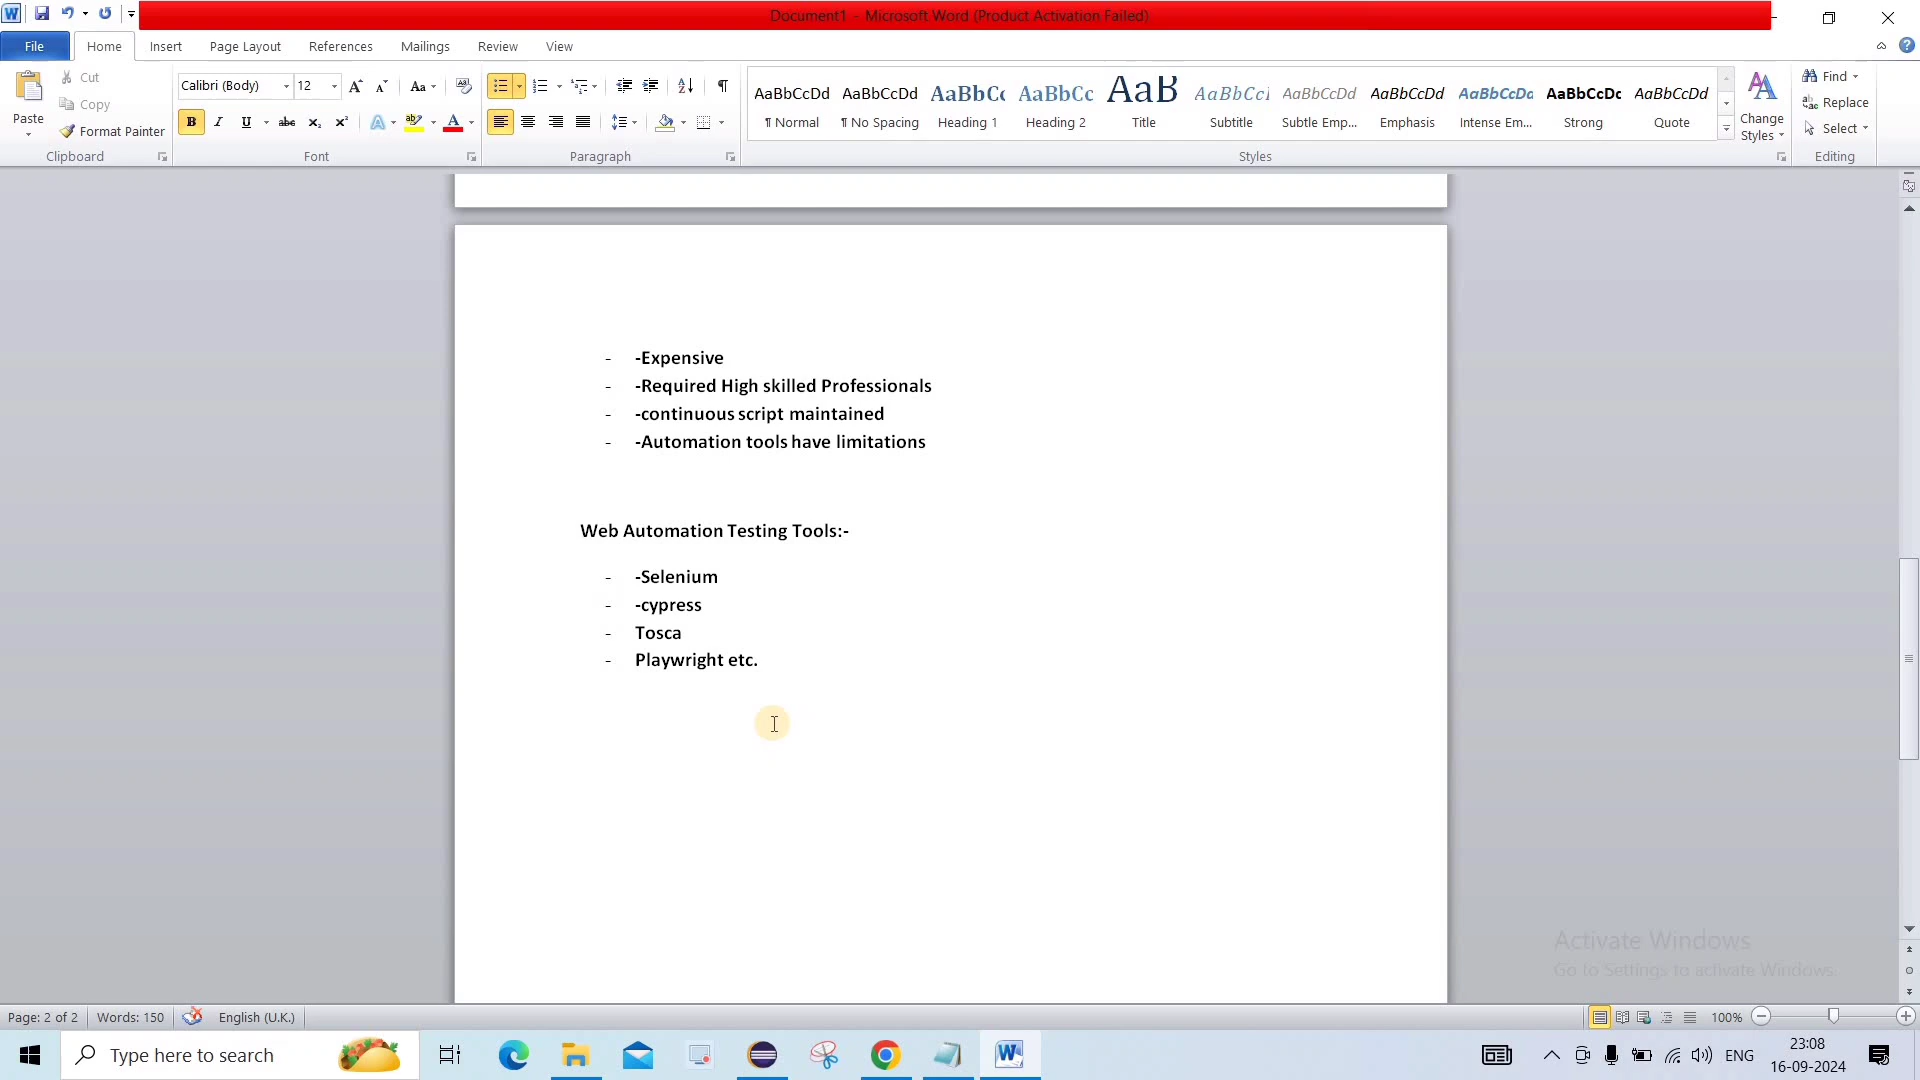 Document1 - Microsoft Word (Product Activation Failed)
File Home Insert Page Layout References Mailings Review View
Paste
Cut
Copy
Format Painter
Clipboard
Calibri (Body) 12
Font
Paragraph
AaBbCcDd AaBbCcDd AaBbCc AaBbCc AaB AaBbCcI AaBbCcDd AaBbCcDd AaBbCcDd AaBbCcDc AaBbCcDd
¶ Normal ¶ No Spacing Heading 1 Heading 2 Title Subtitle Subtle Emp... Emphasis Intense Em... Strong Quote
Change
Styles
Styles
Find
Replace
Select
Editing
- -Expensive
- -Required High skilled Professionals
- -continuous script maintained
- -Automation tools have limitations
Web Automation Testing Tools:-
- -Selenium
- -cypress
- Tosca
- Playwright etc.
Activate Windows
Go to Settings to activate Windows.
Page: 2 of 2 Words: 150 English (U.K.) 100%
Type here to search
ENG
23:08
16-09-2024